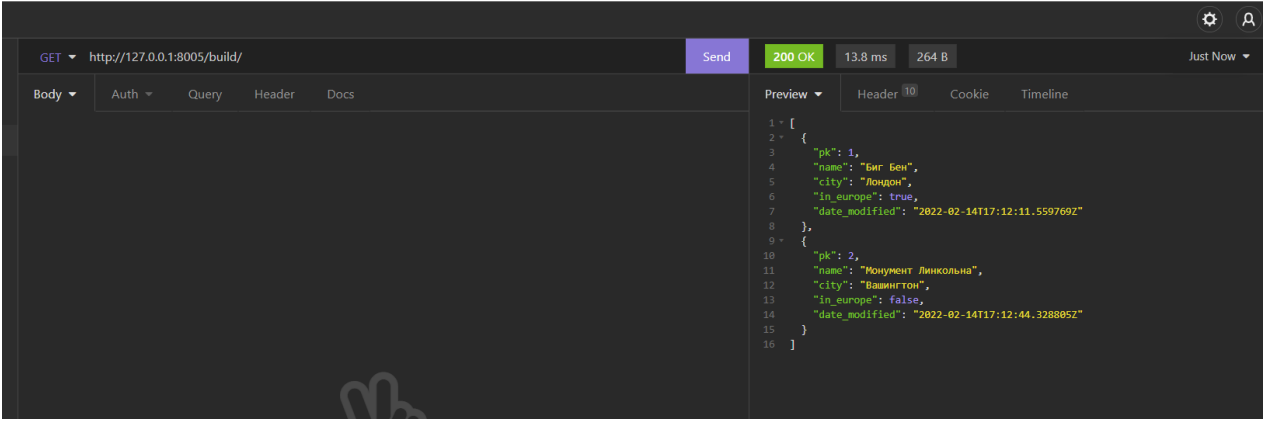 GET http://127.0.0.1:8005/build/ Send 200 OK 13.8 ms 264 B Just Now
Body Auth Query Header Docs Preview Header 10 Cookie Timeline
1 [
2 {
3 "pk": 1,
4 "name": "Биг Бен",
5 "city": "Лондон",
6 "in_europe": true,
7 "date_modified": "2022-02-14T17:12:11.559769Z"
8 },
9 {
10 "pk": 2,
11 "name": "Монумент Линкольна",
12 "city": "Вашингтон",
13 "in_europe": false,
14 "date_modified": "2022-02-14T17:12:44.328805Z"
15 }
16 ]